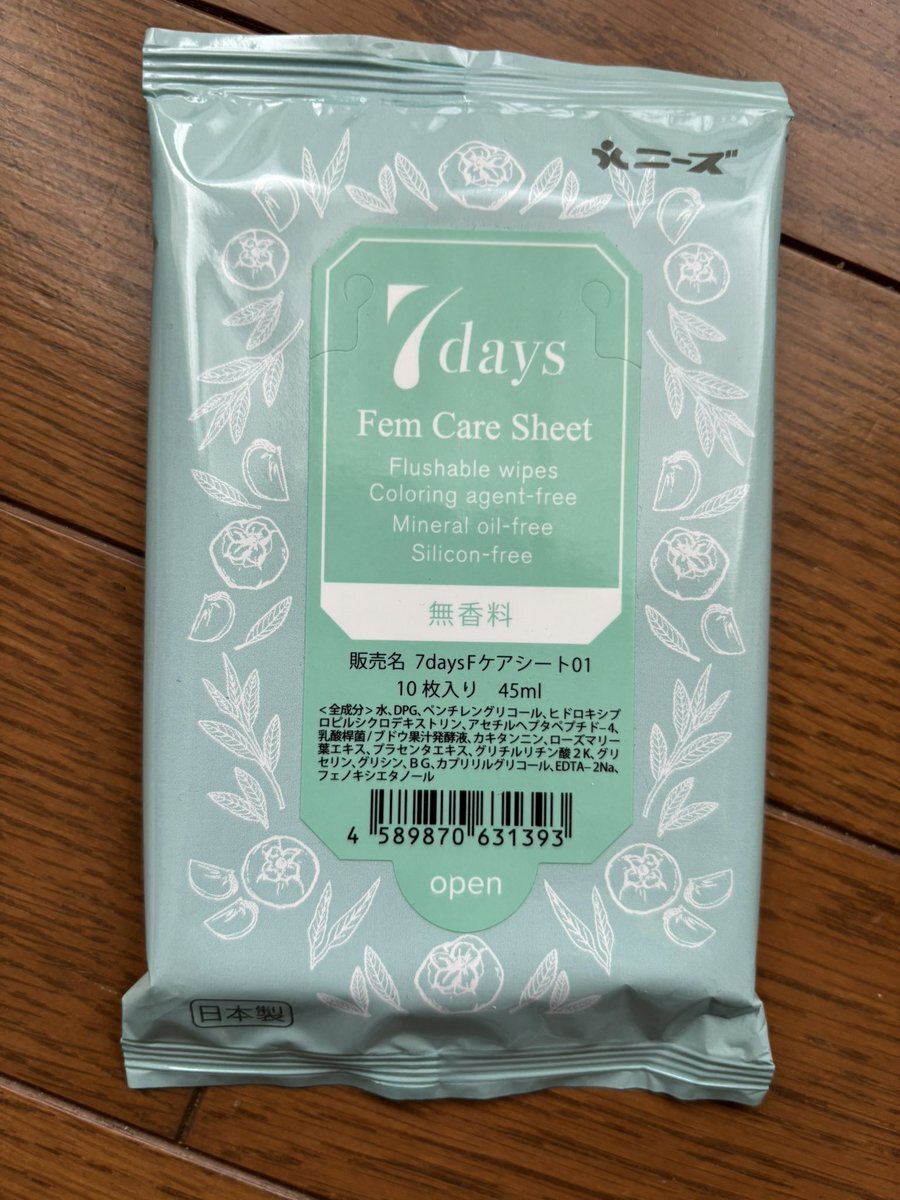 ニーズ
7days
Fem Care Sheet
Flushable wipes
Coloring agent-free
Mineral oil-free
Silicon-free
無香料
販売名 7daysFケアシート01
10枚入り 45ml
<全成分>水、DPG、ペンチレングリコール、ヒドロキシプ
ロピルシクロデキストリン、アセチルヘプタペプチド-4、
乳酸桿菌/ブドウ果汁発酵液、カキタンニン、ローズマリー
葉エキス、プラセンタエキス、グリチルリチン酸2K、グリ
セリン、グリシン、BG、カプリリルグリコール、EDTA-2Na、
フェノキシエタノール
4 589870 631393
open
日本製